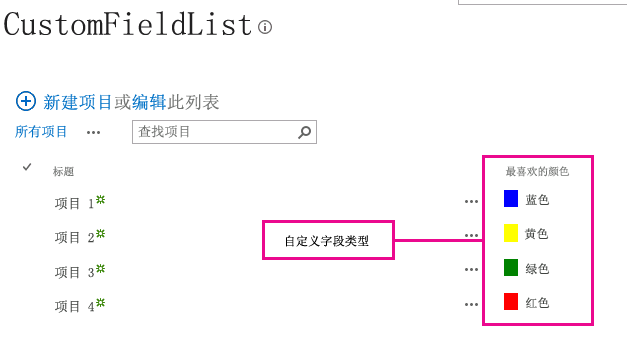 CustomFieldList
新建项目或编辑此列表
所有项目 ••• 查找项目
标题 最喜欢的颜色
项目 1 ••• 蓝色
项目 2 ••• 黄色
自定义字段类型
项目 3 ••• 绿色
项目 4 ••• 红色